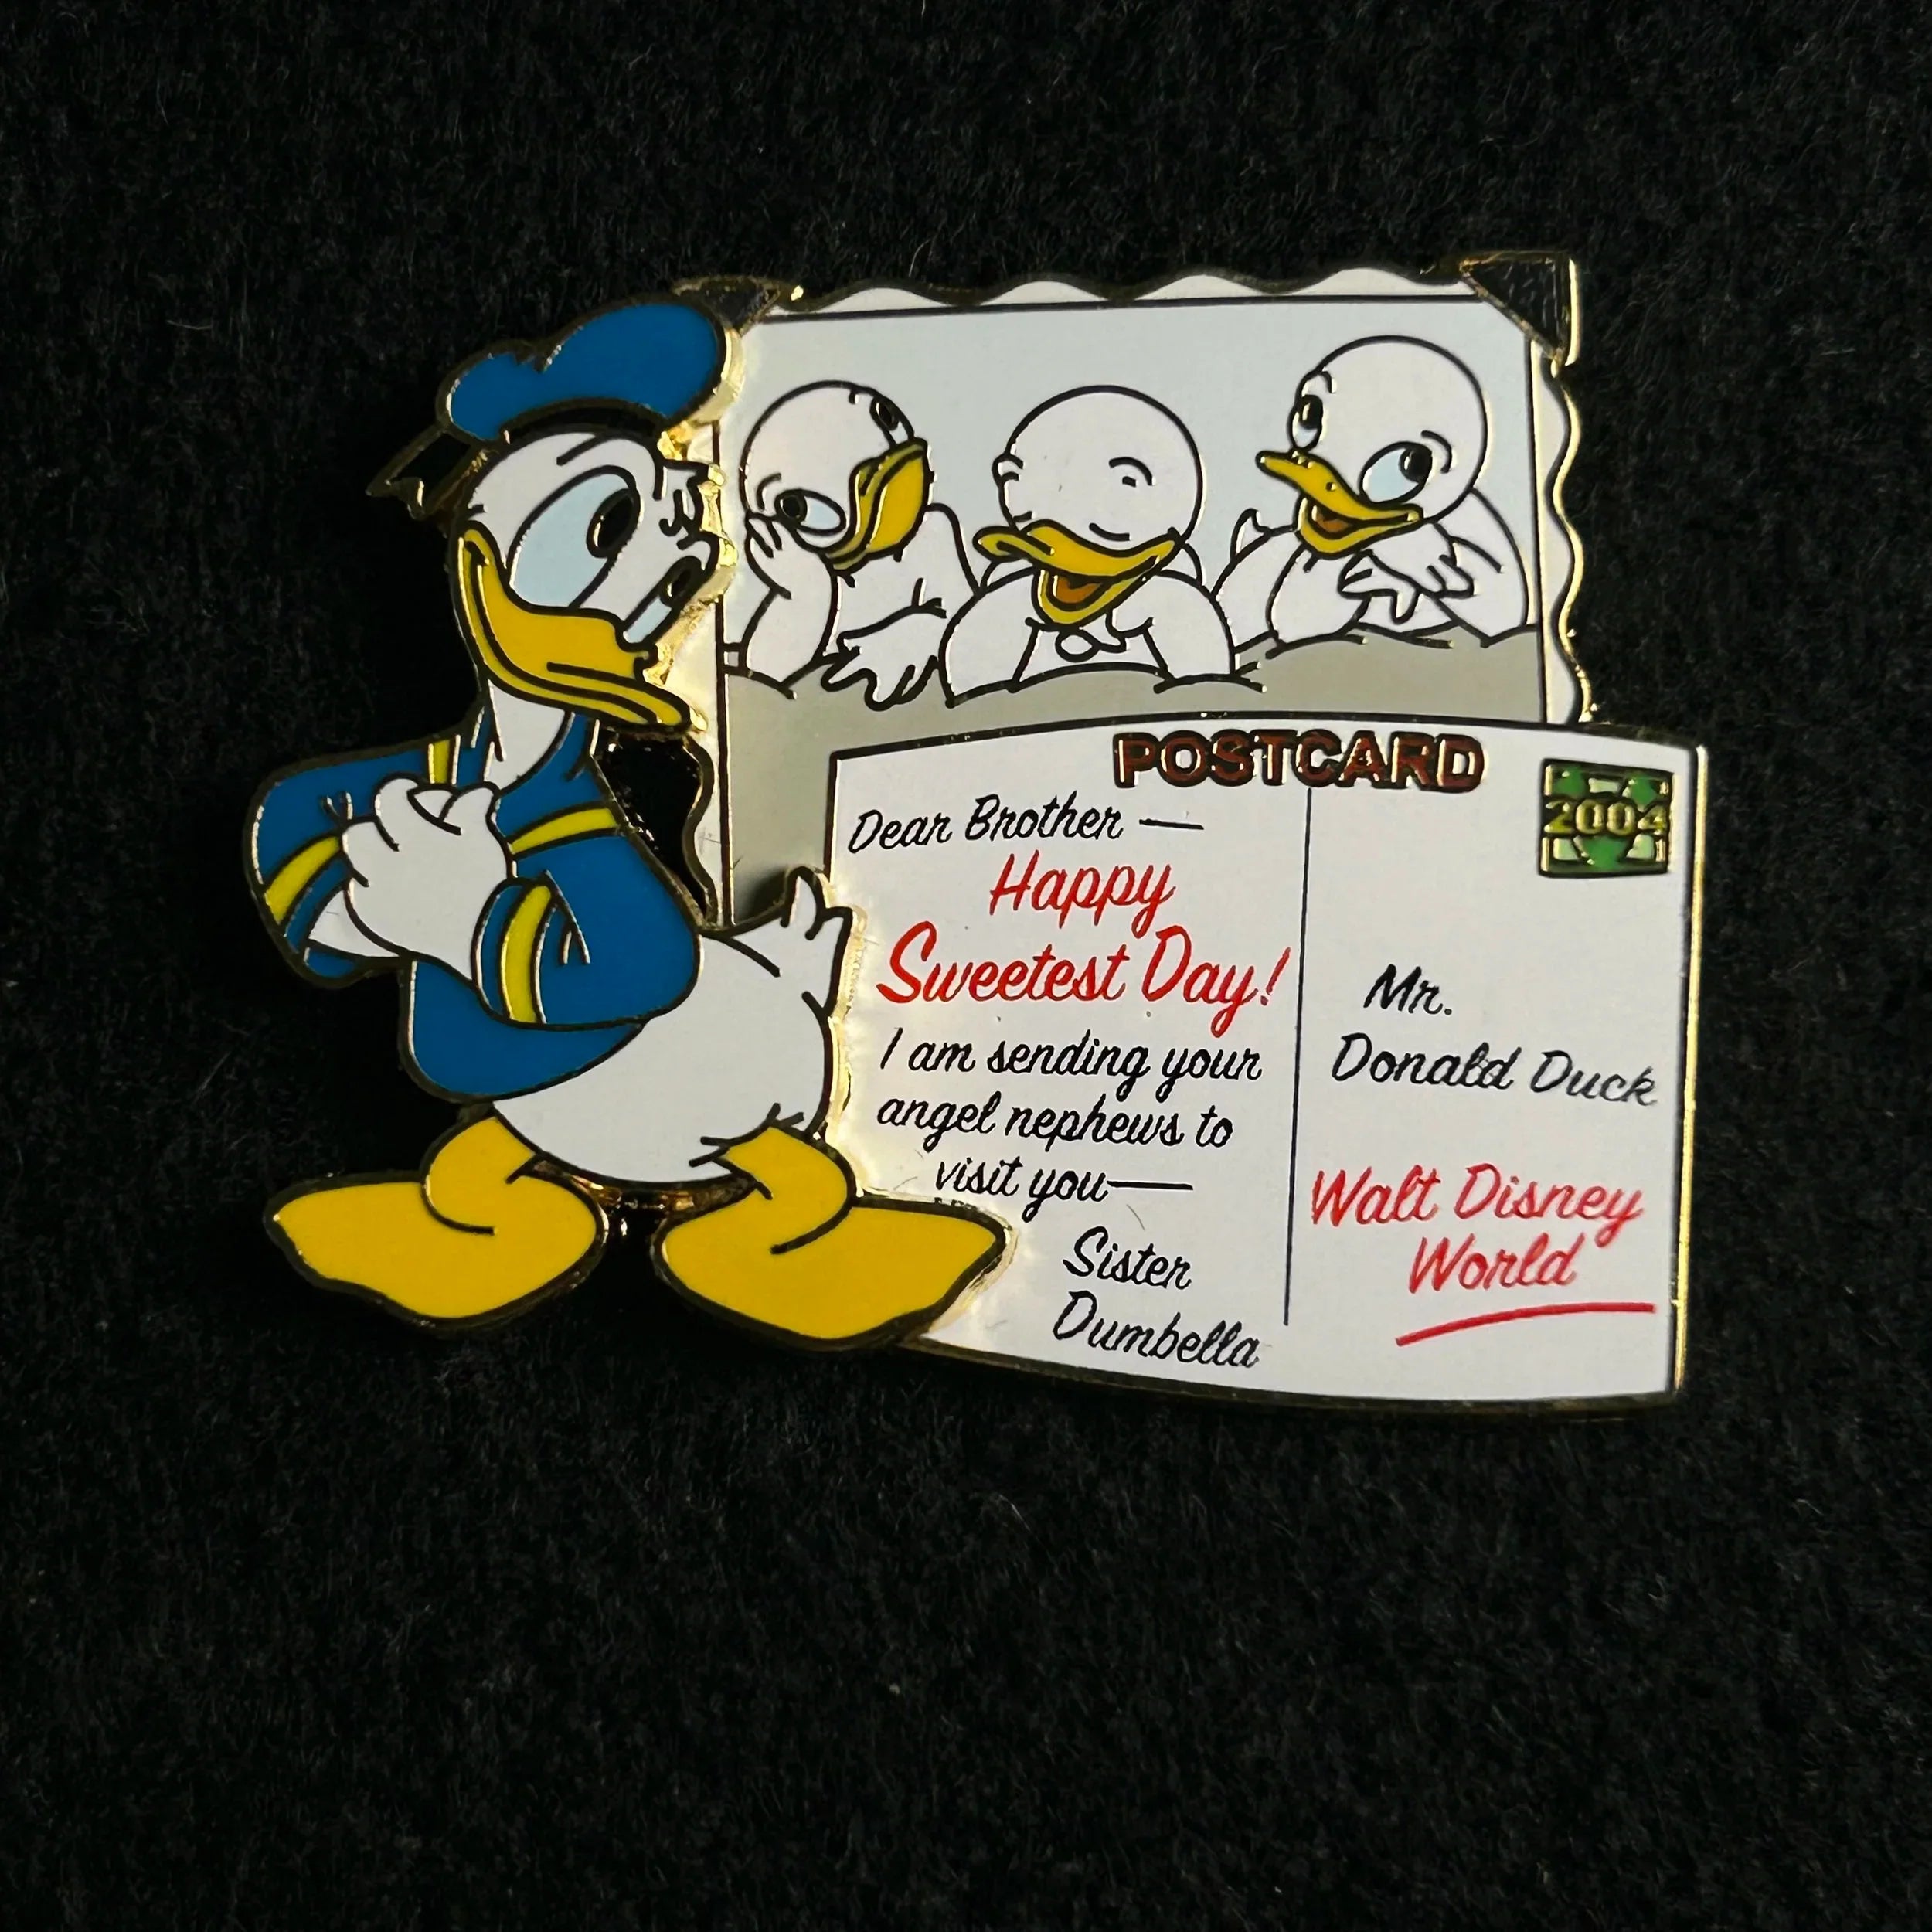 POSTCARD
2004
Dear Brother —
Happy
Sweetest Day!
I am sending your
angel nephews to
visit you—
Sister
Dumbella
Mr.
Donald Duck
Walt Disney
World